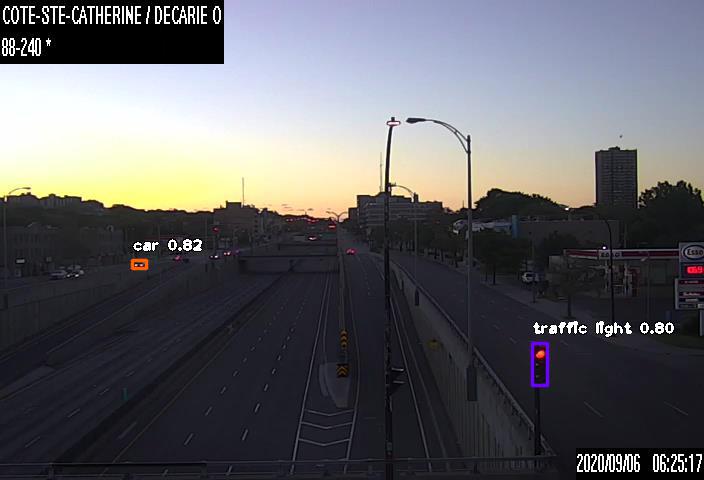 COTE-STE-CATHERINE / DECARIE O
88-240 *
car 0.82
Esso
traffic light 0.80
2020/09/06 06:25:17